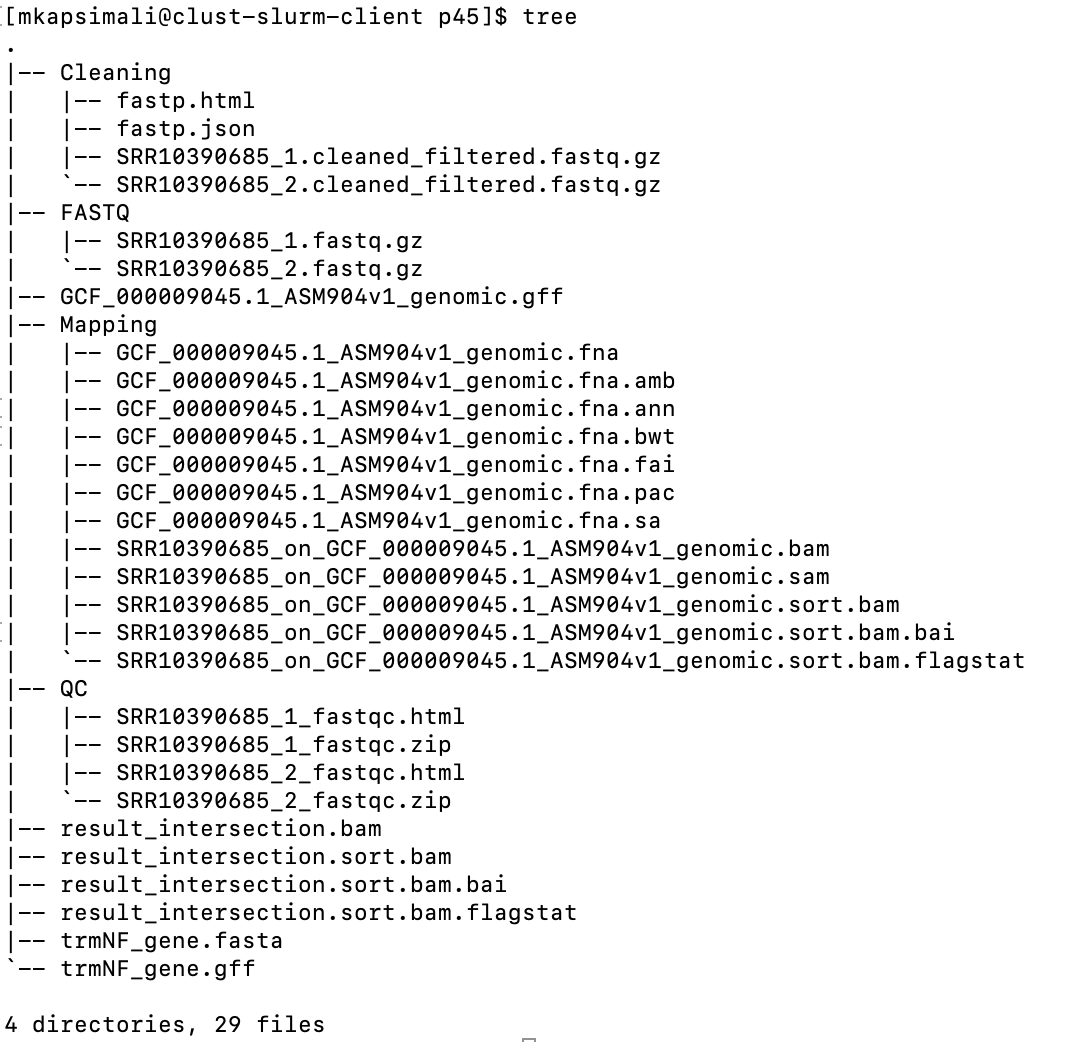 [mkapsimali@clust-slurm-client p45]$ tree
.
|-- Cleaning
|   |-- fastp.html
|   |-- fastp.json
|   |-- SRR10390685_1.cleaned_filtered.fastq.gz
|   `-- SRR10390685_2.cleaned_filtered.fastq.gz
|-- FASTQ
|   |-- SRR10390685_1.fastq.gz
|   `-- SRR10390685_2.fastq.gz
|-- GCF_000009045.1_ASM904v1_genomic.gff
|-- Mapping
|   |-- GCF_000009045.1_ASM904v1_genomic.fna
|   |-- GCF_000009045.1_ASM904v1_genomic.fna.amb
|   |-- GCF_000009045.1_ASM904v1_genomic.fna.ann
|   |-- GCF_000009045.1_ASM904v1_genomic.fna.bwt
|   |-- GCF_000009045.1_ASM904v1_genomic.fna.fai
|   |-- GCF_000009045.1_ASM904v1_genomic.fna.pac
|   |-- GCF_000009045.1_ASM904v1_genomic.fna.sa
|   |-- SRR10390685_on_GCF_000009045.1_ASM904v1_genomic.bam
|   |-- SRR10390685_on_GCF_000009045.1_ASM904v1_genomic.sam
|   |-- SRR10390685_on_GCF_000009045.1_ASM904v1_genomic.sort.bam
|   |-- SRR10390685_on_GCF_000009045.1_ASM904v1_genomic.sort.bam.bai
|   `-- SRR10390685_on_GCF_000009045.1_ASM904v1_genomic.sort.bam.flagstat
|-- QC
|   |-- SRR10390685_1_fastqc.html
|   |-- SRR10390685_1_fastqc.zip
|   |-- SRR10390685_2_fastqc.html
|   `-- SRR10390685_2_fastqc.zip
|-- result_intersection.bam
|-- result_intersection.sort.bam
|-- result_intersection.sort.bam.bai
|-- result_intersection.sort.bam.flagstat
|-- trmNF_gene.fasta
`-- trmNF_gene.gff
4 directories, 29 files